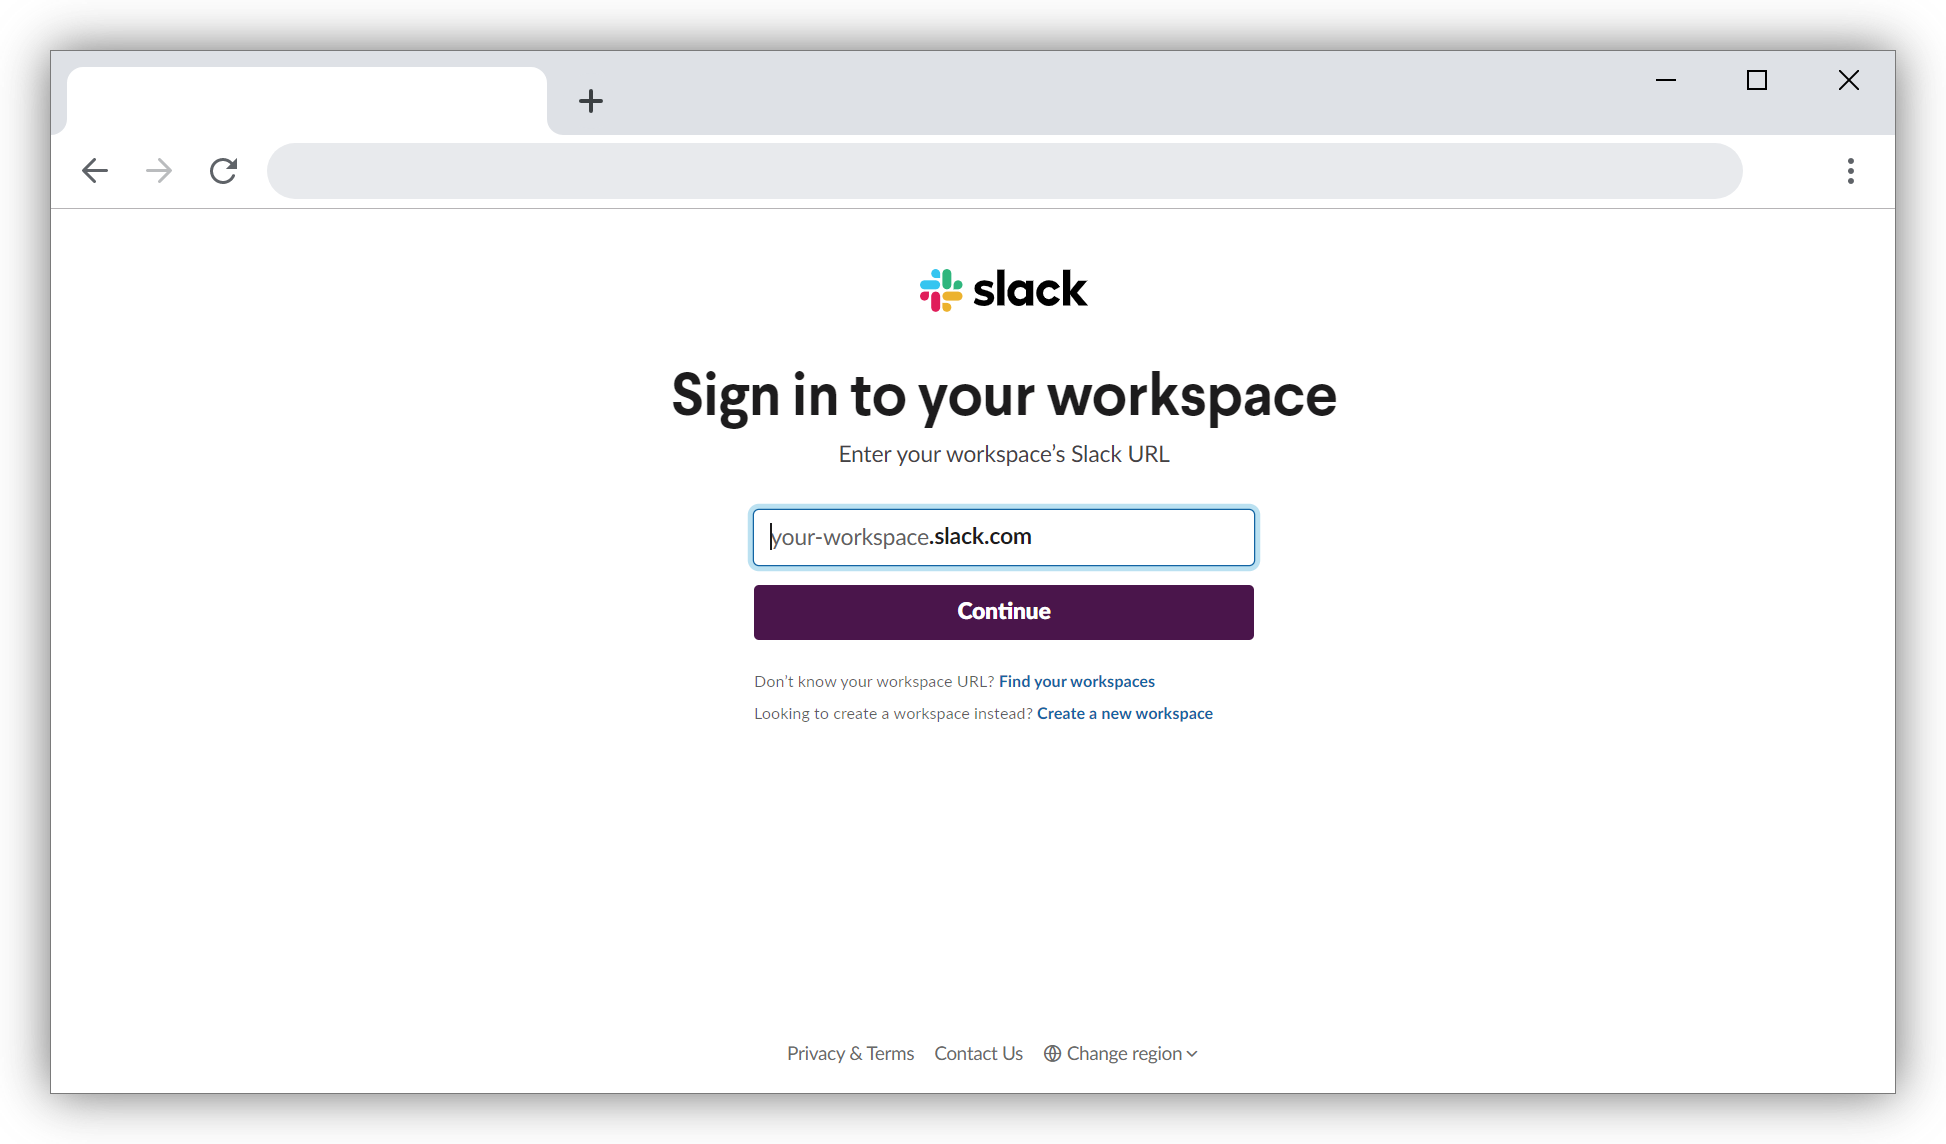 slack
Sign in to your workspace
Enter your workspace’s Slack URL
your-workspace.slack.com
Continue
Don’t know your workspace URL? Find your workspaces
Looking to create a workspace instead? Create a new workspace
Privacy & Terms Contact Us Change region